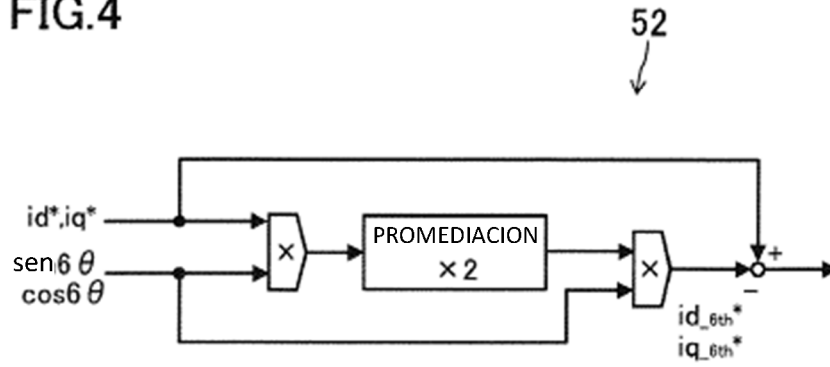 FIG.4
52
id*,iq*
sen6 θ
cos6 θ
×
PROMEDIACION
×2
×
+
−
id_6th*
iq_6th*